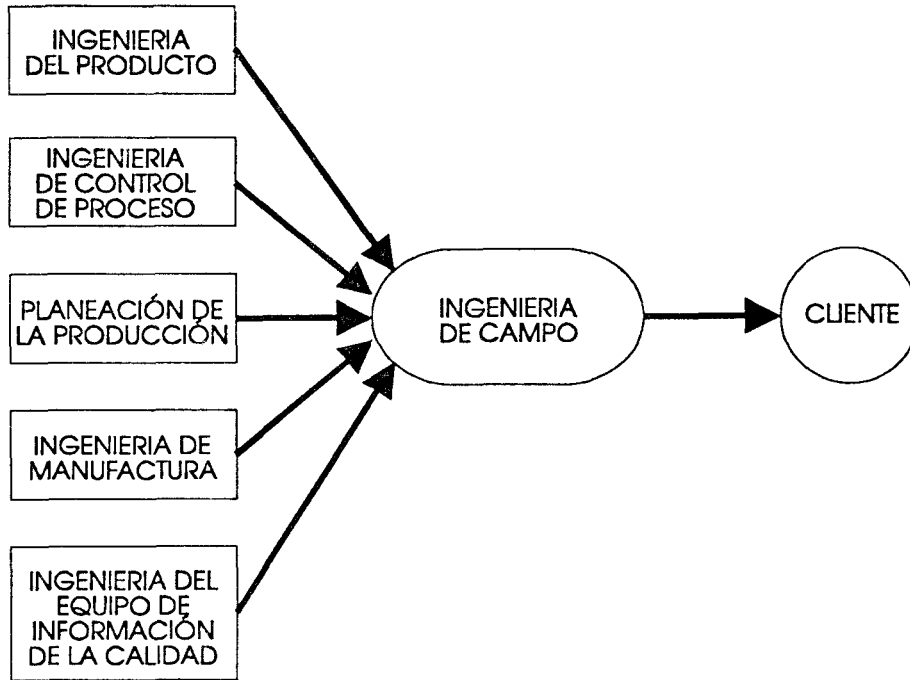 INGENIERIA
DEL PRODUCTO
INGENIERIA
DE CONTROL
DE PROCESO
PLANEACIÓN DE
LA PRODUCCIÓN
INGENIERIA DE
MANUFACTURA
INGENIERIA DEL
EQUIPO DE
INFORMACIÓN
DE LA CALIDAD
INGENIERIA
DE CAMPO
CLIENTE